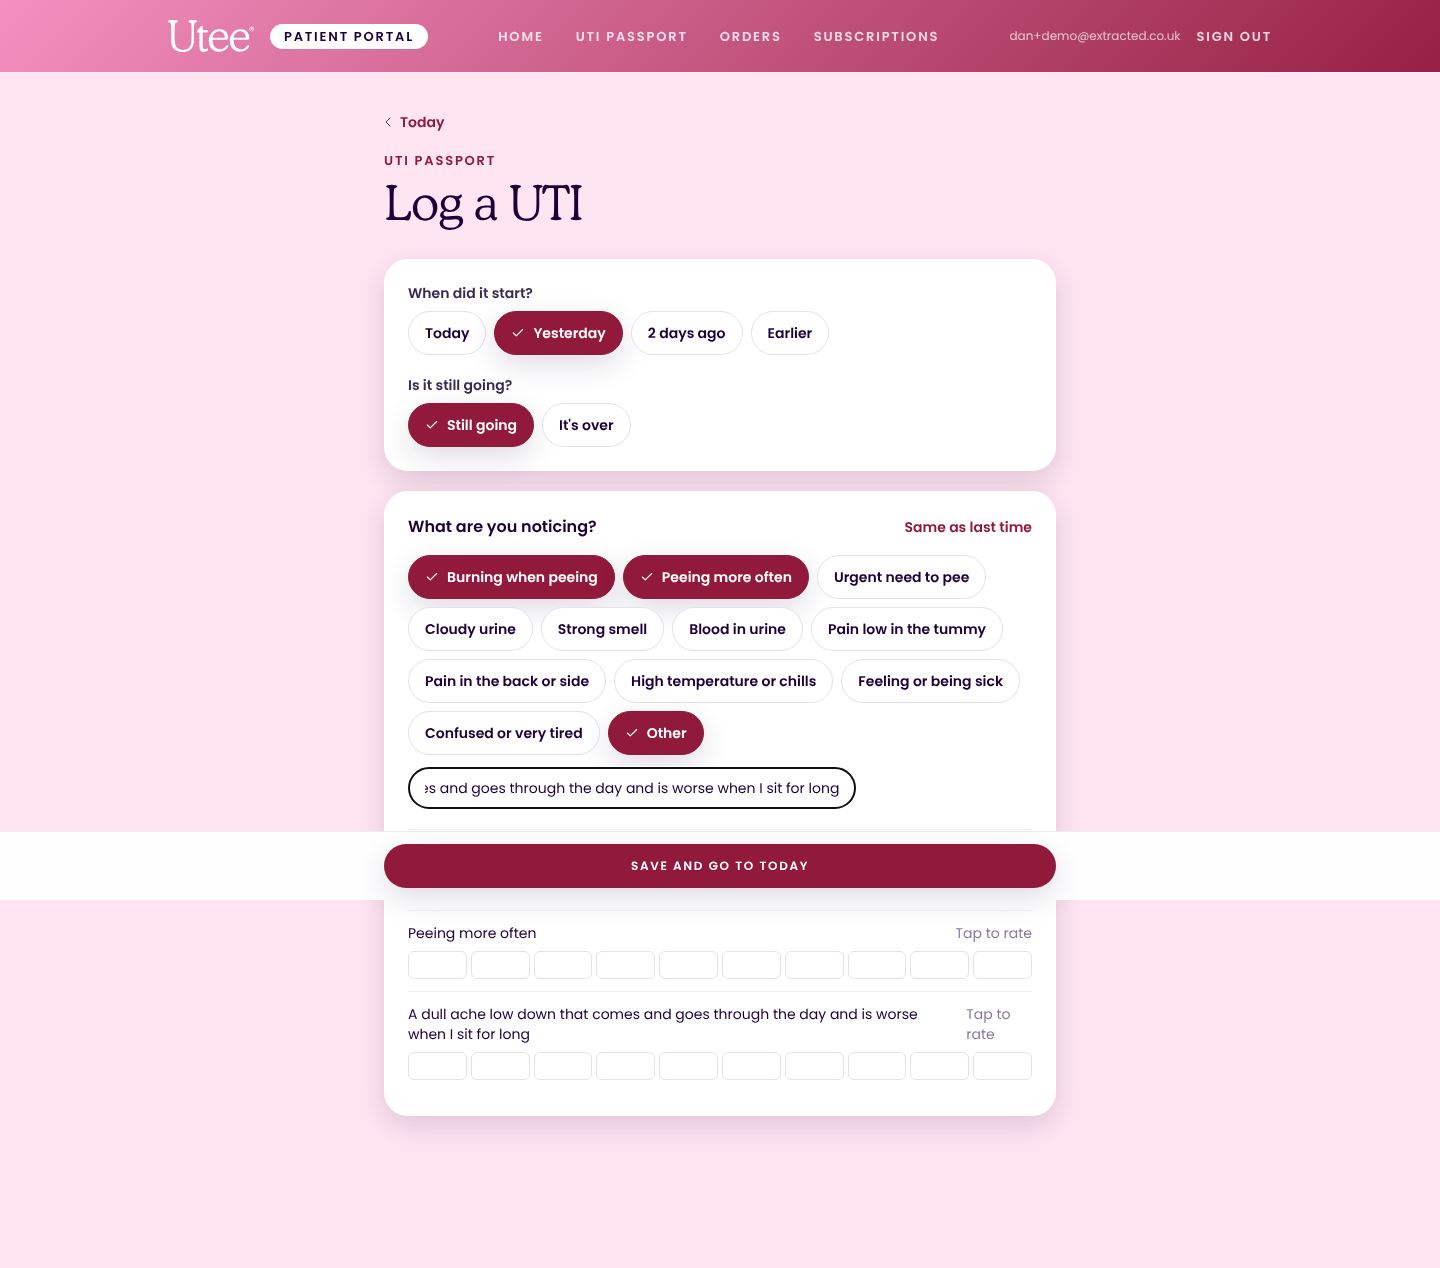 Utee®
PATIENT PORTAL
HOME
UTI PASSPORT
ORDERS
SUBSCRIPTIONS
dan+demo@extracted.co.uk
SIGN OUT
Today
UTI PASSPORT
Log a UTI
When did it start?
Today
Yesterday
2 days ago
Earlier
Is it still going?
Still going
It's over
What are you noticing?
Same as last time
Burning when peeing
Peeing more often
Urgent need to pee
Cloudy urine
Strong smell
Blood in urine
Pain low in the tummy
Pain in the back or side
High temperature or chills
Feeling or being sick
Confused or very tired
Other
es and goes through the day and is worse when I sit for long
SAVE AND GO TO TODAY
Peeing more often
Tap to rate
A dull ache low down that comes and goes through the day and is worse
when I sit for long
Tap to
rate